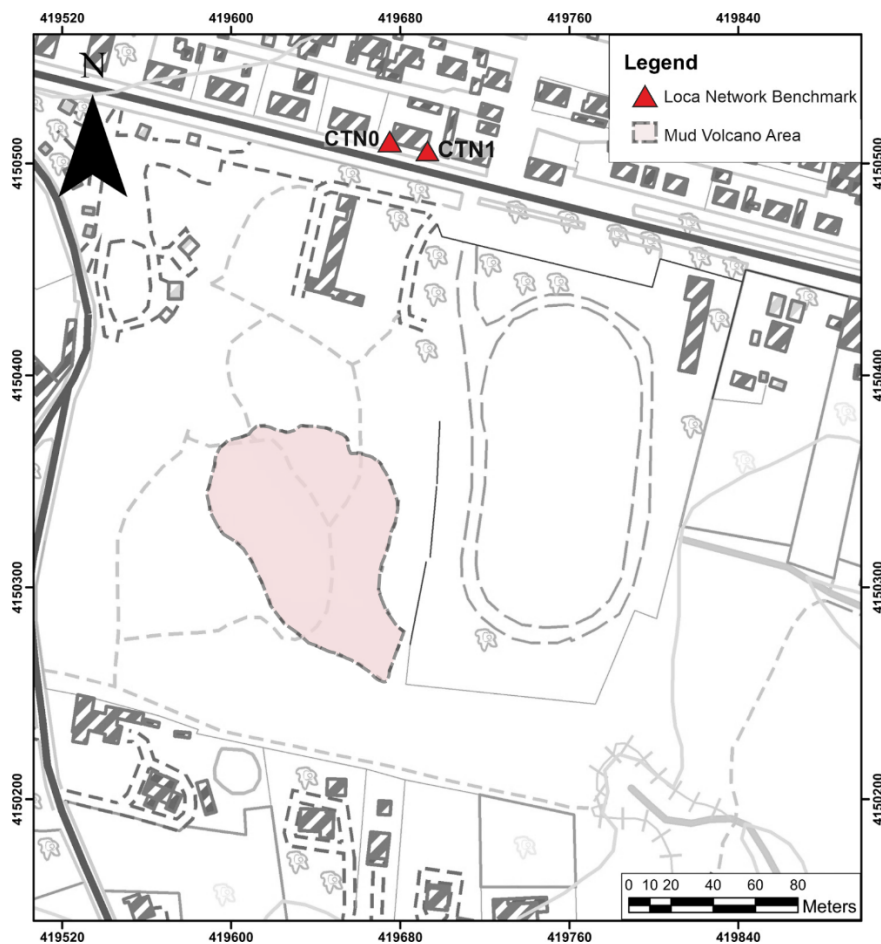 419520 419600 419680 419760 419840
N
Legend
Loca Network Benchmark
Mud Volcano Area
CTN0
CTN1
4150500 4150500
4150400 4150400
4150300 4150300
4150200 4150200
0 10 20 40 60 80
Meters
419520 419600 419680 419760 419840